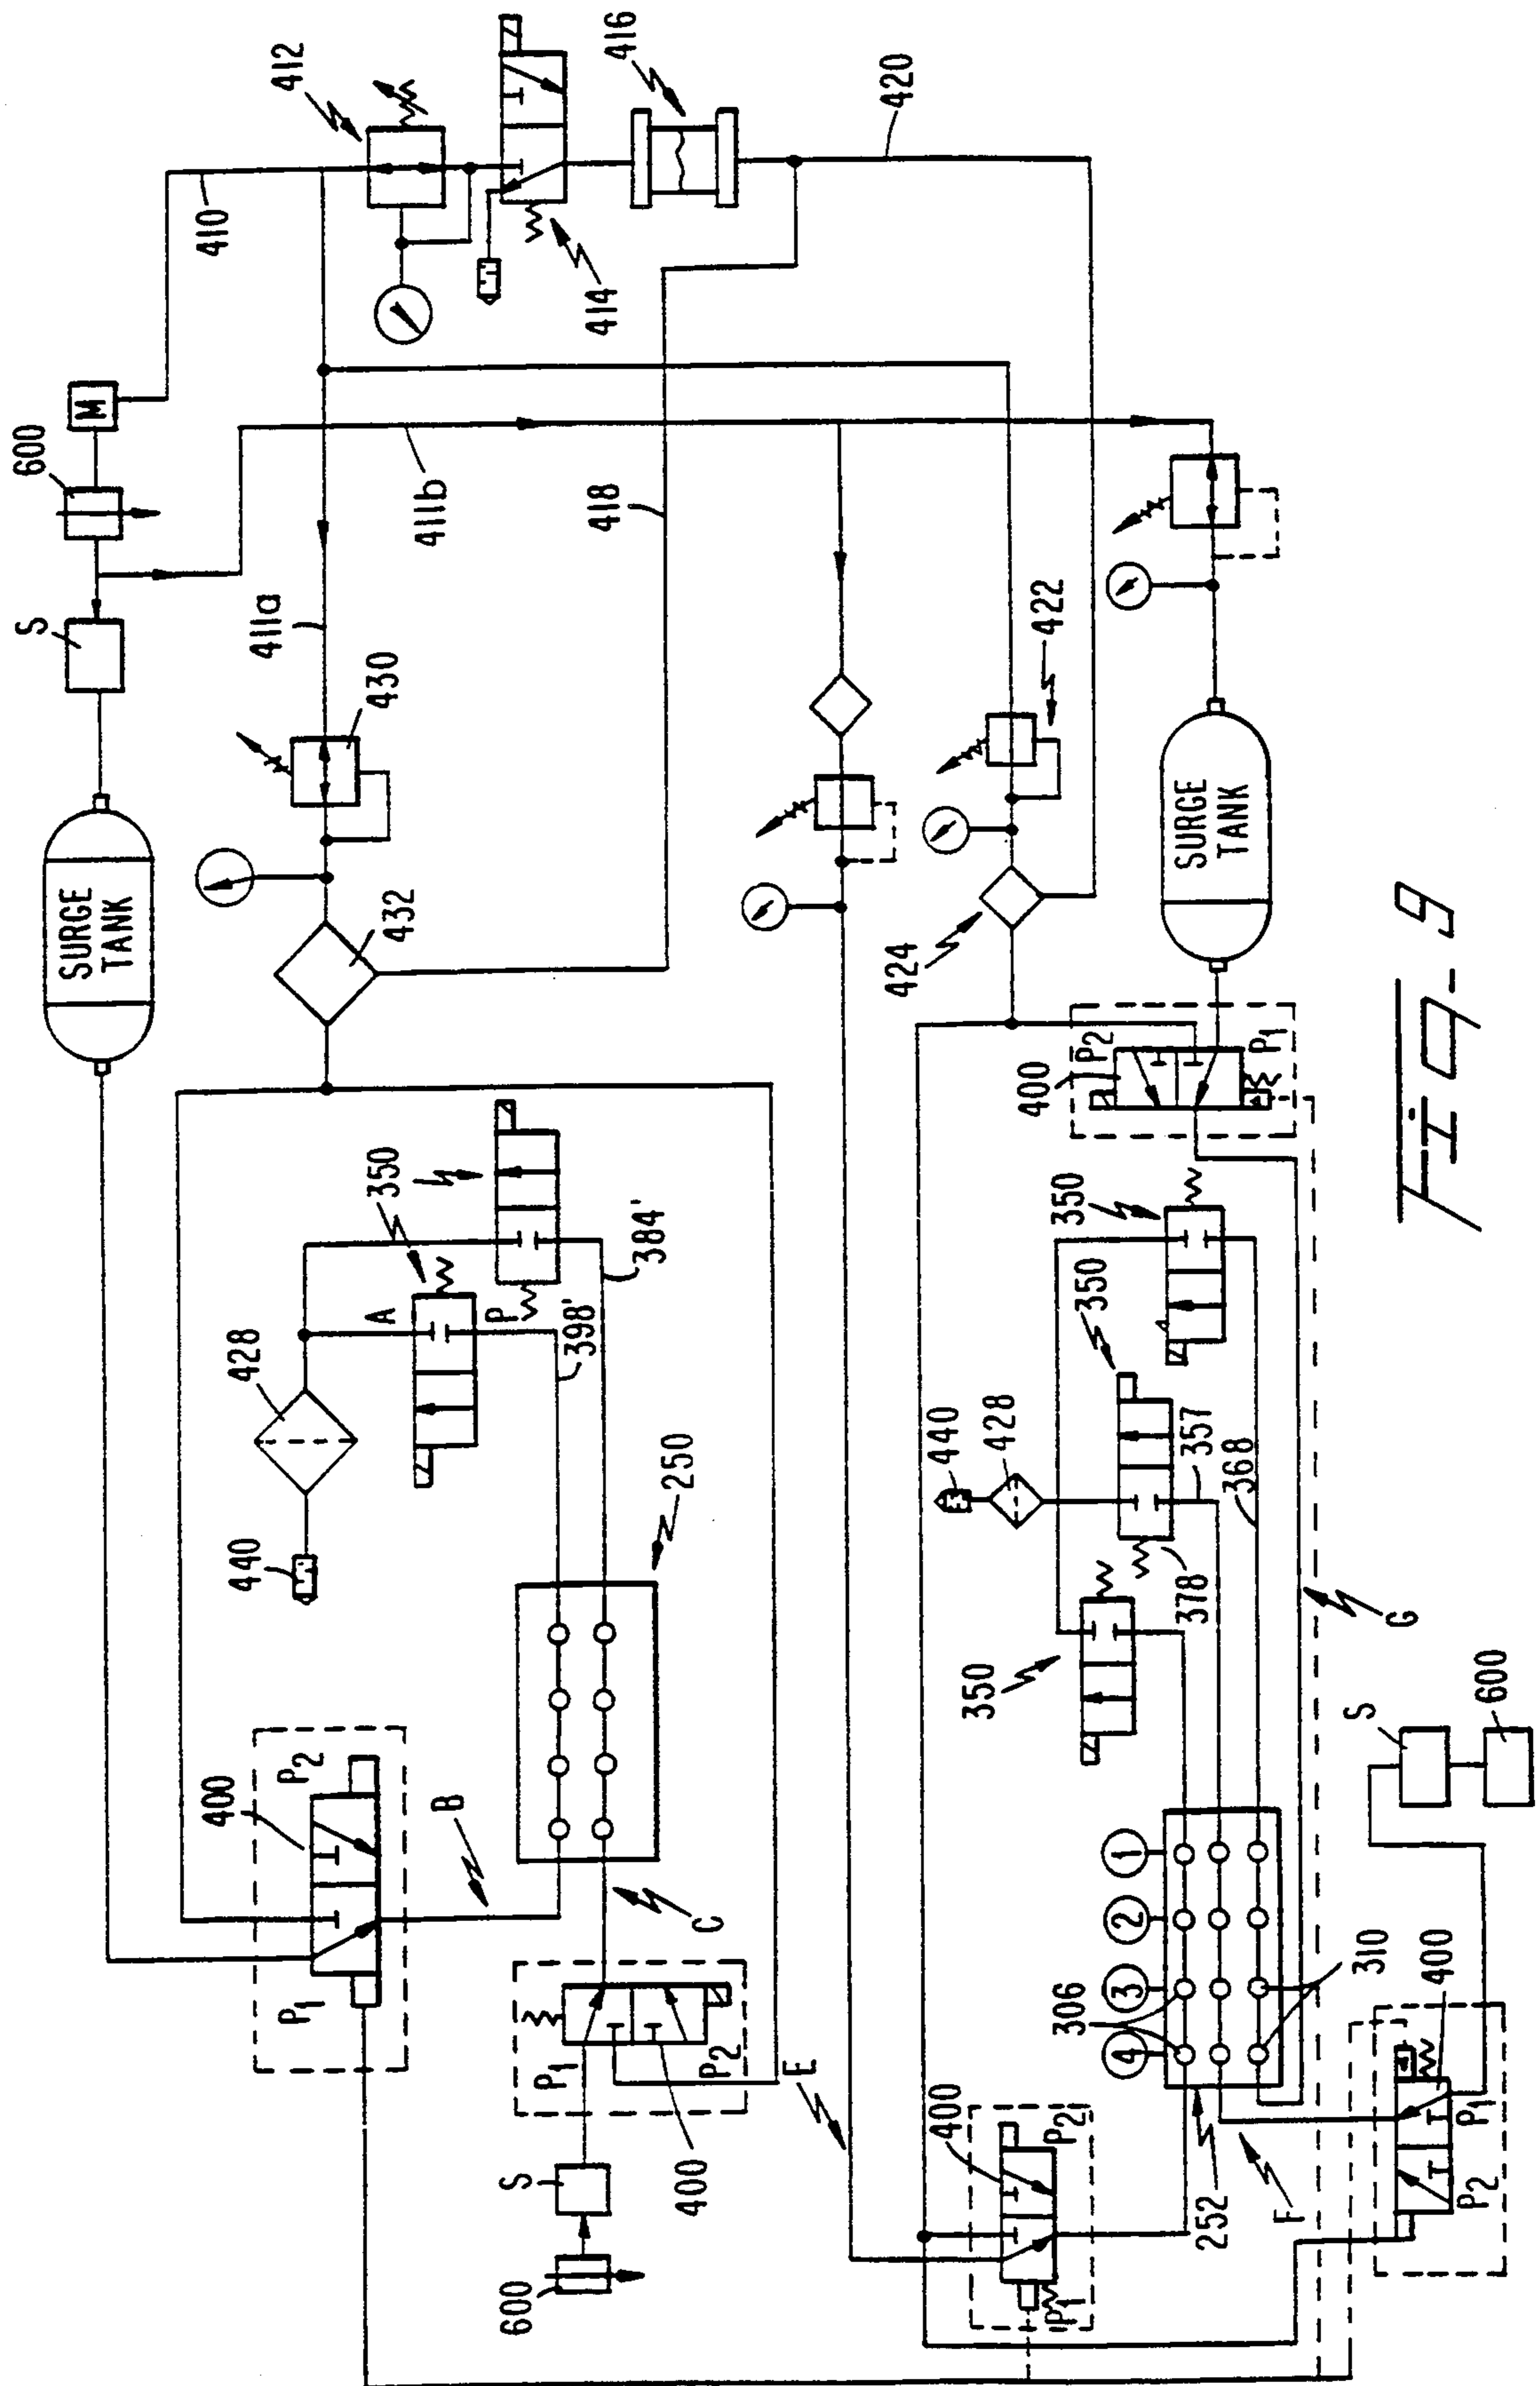 412
416
410
420
414
600
M
411b
418
411a
S
430
422
SURGE
TANK
432
424
SURGE
TANK
400
P2
P1
350
384'
A
P
398'
428
440
250
350
350
440
428
357
368
378
350
G
S
600
400
P2
P1
B
C
P1
P2
400
S
600
E
1
2
3
4
306
310
400
252
F
400
P2
P1
P1
P2
FIG-9